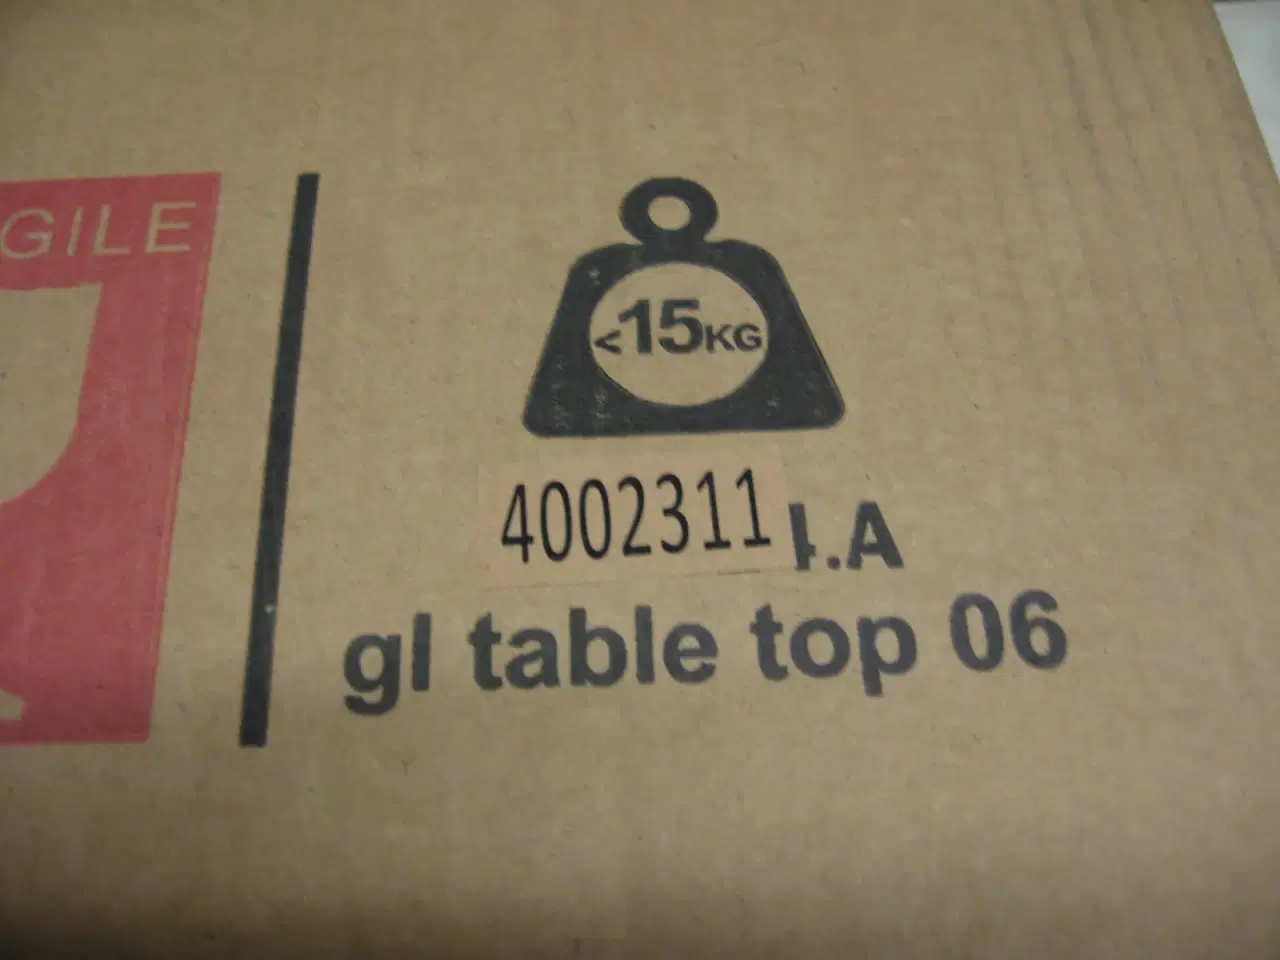 GILE
<15KG
4002311
.A
gl table top 06